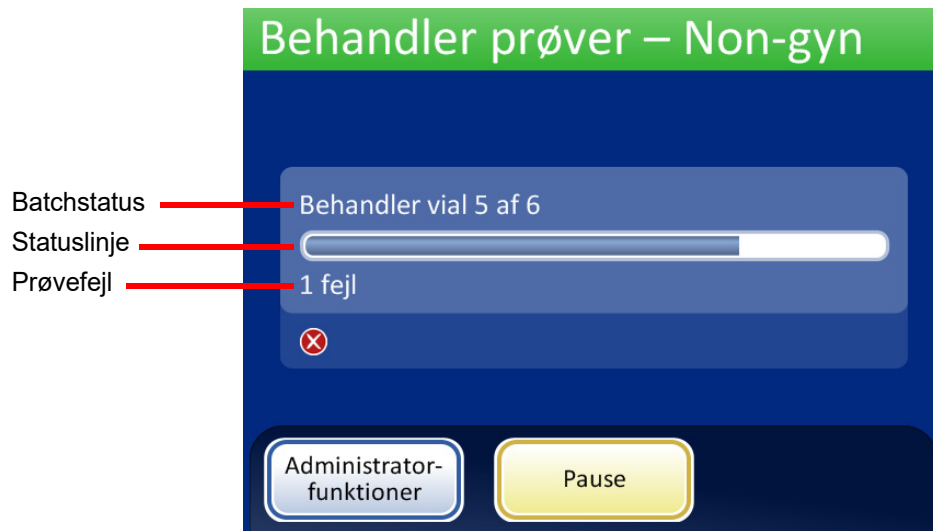 Behandler prøver – Non-gyn
Batchstatus
Behandler vial 5 af 6
Statuslinje
Prøvefejl
1 fejl
Administrator-
funktioner
Pause